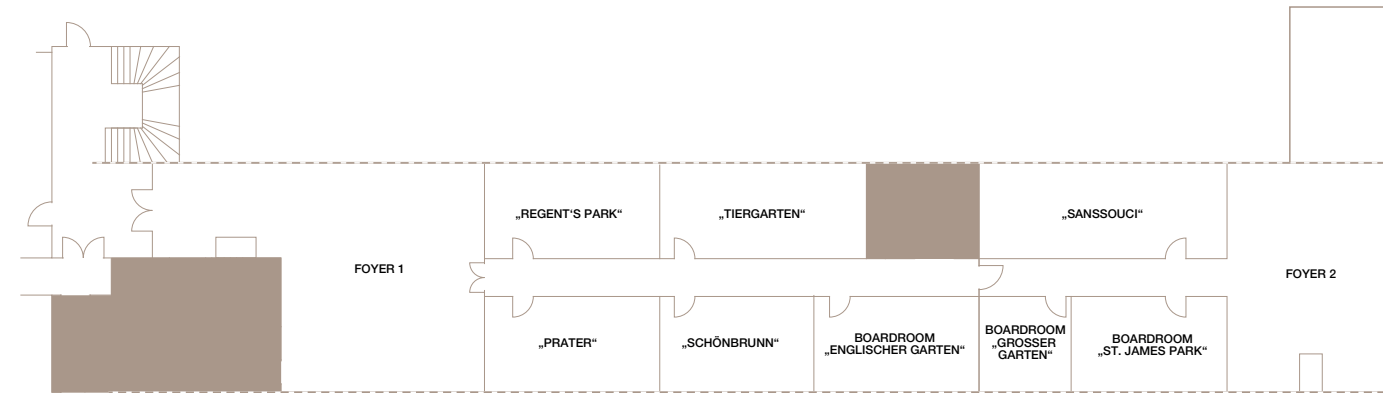 „REGENT'S PARK“
„TIERGARTEN“
„SANSSOUCI“
FOYER 1
FOYER 2
„PRATER“
„SCHÖNBRUNN“
BOARDROOM
„ENGLISCHER GARTEN“
BOARDROOM
„GROSSER
GARTEN“
BOARDROOM
„ST. JAMES PARK“